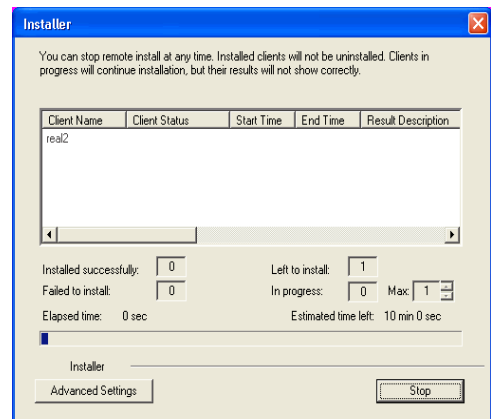 Installer
You can stop remote install at any time. Installed clients will not be uninstalled. Clients in
progress will continue installation, but their results will not show correctly.
Client Name Client Status Start Time End Time Result Description
real2
Installed successfully: 0 Left to install: 1
Failed to install: 0 In progress: 0 Max: 1
Elapsed time: 0 sec Estimated time left: 10 min 0 sec
Installer
Advanced Settings Stop